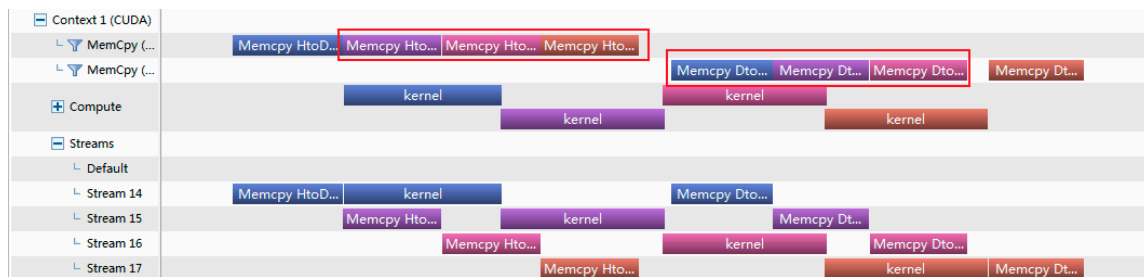 Context 1 (CUDA)
MemCpy (... Memcpy HtoD... Memcpy Hto... Memcpy Hto... Memcpy Hto...
MemCpy (... Memcpy Dto... Memcpy Dt... Memcpy Dto... Memcpy Dt...
Compute kernel kernel
kernel kernel
Streams
Default
Stream 14 Memcpy HtoD... kernel Memcpy Dto...
Stream 15 Memcpy Hto... kernel Memcpy Dt...
Stream 16 Memcpy Hto... kernel Memcpy Dto...
Stream 17 Memcpy Hto... kernel Memcpy Dt...